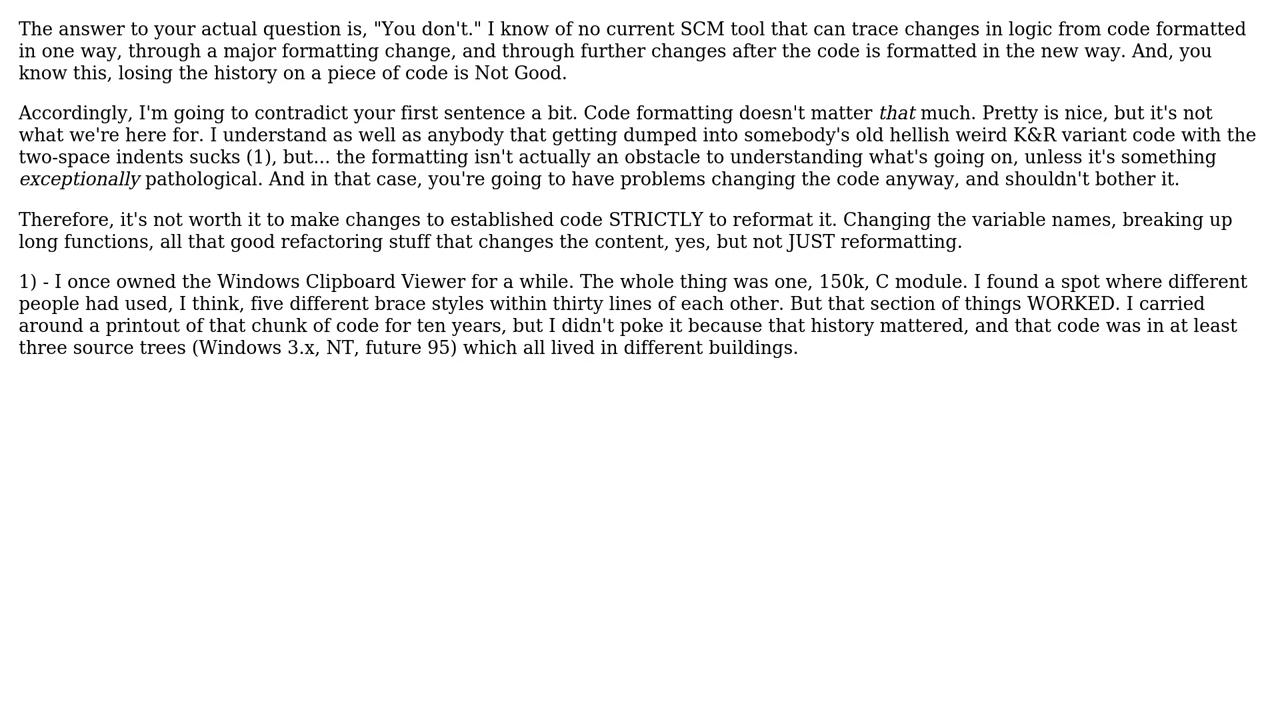 The answer to your actual question is, "You don't." I know of no current SCM tool that can trace changes in logic from code formatted
in one way, through a major formatting change, and through further changes after the code is formatted in the new way. And, you
know this, losing the history on a piece of code is Not Good.
Accordingly, I'm going to contradict your first sentence a bit. Code formatting doesn't matter that much. Pretty is nice, but it's not
what we're here for. I understand as well as anybody that getting dumped into somebody's old hellish weird K&R variant code with the
two-space indents sucks (1), but... the formatting isn't actually an obstacle to understanding what's going on, unless it's something
exceptionally pathological. And in that case, you're going to have problems changing the code anyway, and shouldn't bother it.
Therefore, it's not worth it to make changes to established code STRICTLY to reformat it. Changing the variable names, breaking up
long functions, all that good refactoring stuff that changes the content, yes, but not JUST reformatting.
1) - I once owned the Windows Clipboard Viewer for a while. The whole thing was one, 150k, C module. I found a spot where different
people had used, I think, five different brace styles within thirty lines of each other. But that section of things WORKED. I carried
around a printout of that chunk of code for ten years, but I didn't poke it because that history mattered, and that code was in at least
three source trees (Windows 3.x, NT, future 95) which all lived in different buildings.